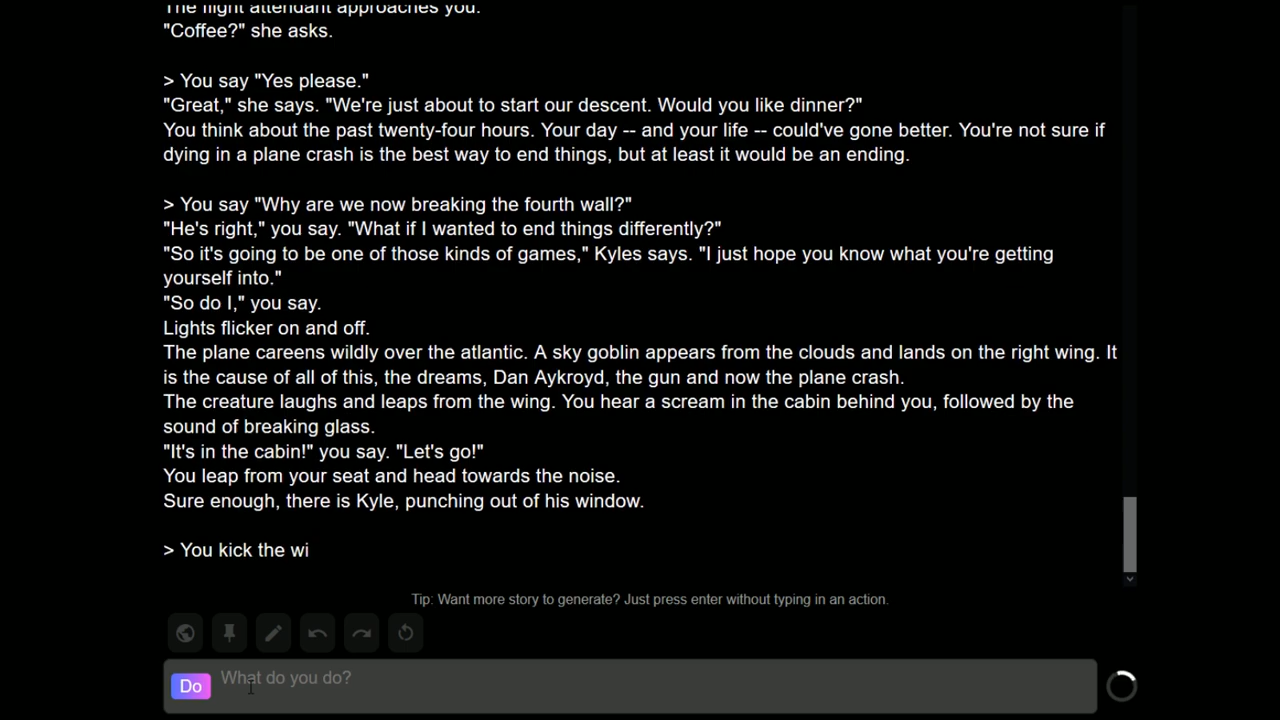 The flight attendant approaches you.
"Coffee?" she asks.
> You say "Yes please."
"Great," she says. "We're just about to start our descent. Would you like dinner?"
You think about the past twenty-four hours. Your day -- and your life -- could've gone better. You're not sure if
dying in a plane crash is the best way to end things, but at least it would be an ending.
> You say "Why are we now breaking the fourth wall?"
"He's right," you say. "What if I wanted to end things differently?"
"So it's going to be one of those kinds of games," Kyles says. "I just hope you know what you're getting
yourself into."
"So do I," you say.
Lights flicker on and off.
The plane careens wildly over the atlantic. A sky goblin appears from the clouds and lands on the right wing. It
is the cause of all of this, the dreams, Dan Aykroyd, the gun and now the plane crash.
The creature laughs and leaps from the wing. You hear a scream in the cabin behind you, followed by the
sound of breaking glass.
"It's in the cabin!" you say. "Let's go!"
You leap from your seat and head towards the noise.
Sure enough, there is Kyle, punching out of his window.
> You kick the wi
Tip: Want more story to generate? Just press enter without typing in an action.
Do What do you do?